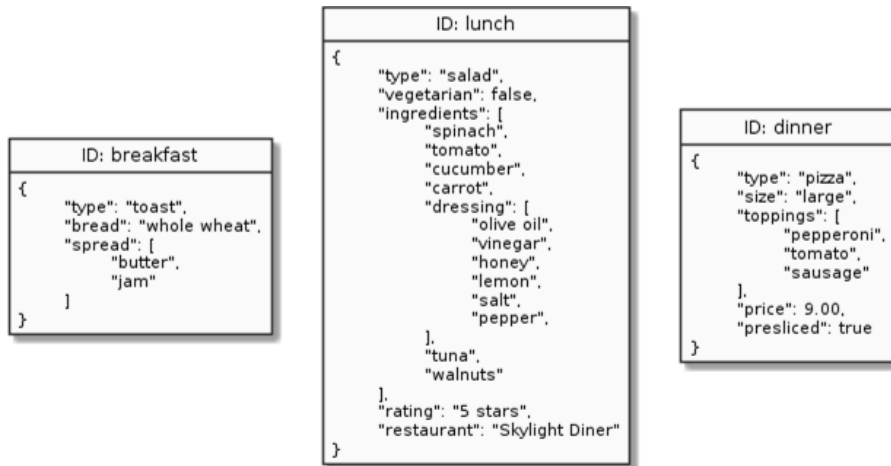 ID: breakfast
{
"type": "toast",
"bread": "whole wheat",
"spread": [
"butter",
"jam"
]
}
ID: lunch
{
"type": "salad",
"vegetarian": false,
"ingredients": [
"spinach",
"tomato",
"cucumber",
"carrot",
"dressing": [
"olive oil",
"vinegar",
"honey",
"lemon",
"salt",
"pepper",
],
"tuna",
"walnuts"
],
"rating": "5 stars",
"restaurant": "Skylight Diner"
}
ID: dinner
{
"type": "pizza",
"size": "large",
"toppings": [
"pepperoni",
"tomato",
"sausage"
],
"price": 9.00,
"presliced": true
}